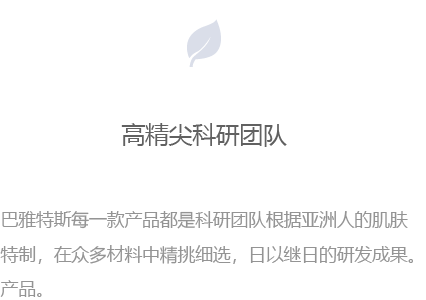 高精尖科研团队
巴雅特斯每一款产品都是科研团队根据亚洲人的肌肤
特制，在众多材料中精挑细选，日以继日的研发成果。
产品。